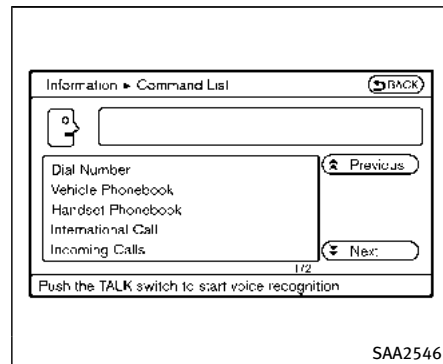 Information ▸ Command List
BACK
Dial Number
Previous
Vehicle Phonebook
Handset Phonebook
International Call
Incoming Calls
Next
1/2
Push the TALK switch to start voice recognition
SAA2546